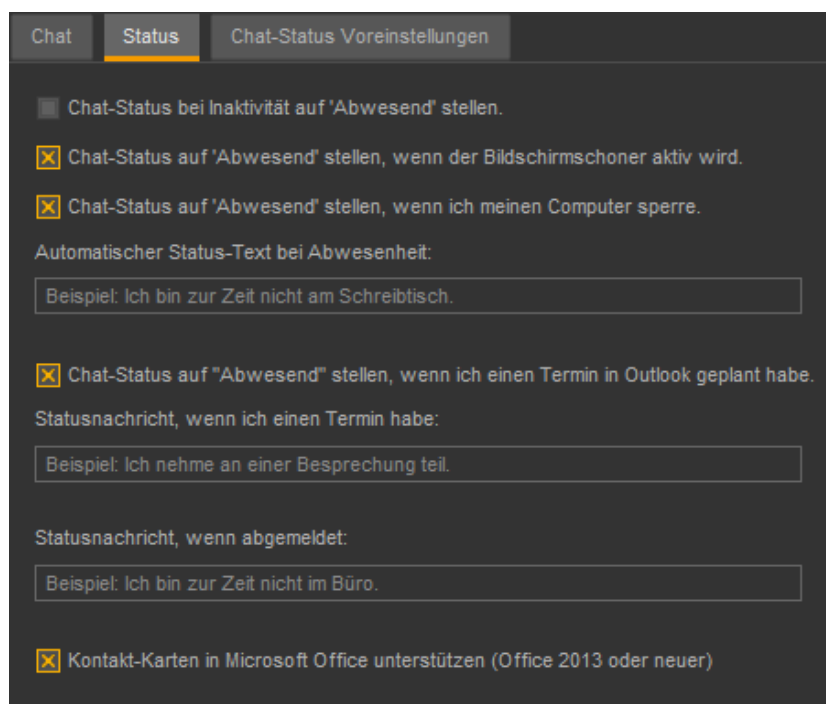 Chat Status Chat-Status Voreinstellungen
Chat-Status bei Inaktivität auf 'Abwesend' stellen.
Chat-Status auf 'Abwesend' stellen, wenn der Bildschirmschoner aktiv wird.
Chat-Status auf 'Abwesend' stellen, wenn ich meinen Computer sperre.
Automatischer Status-Text bei Abwesenheit:
Beispiel: Ich bin zur Zeit nicht am Schreibtisch.
Chat-Status auf "Abwesend" stellen, wenn ich einen Termin in Outlook geplant habe.
Statusnachricht, wenn ich einen Termin habe:
Beispiel: Ich nehme an einer Besprechung teil.
Statusnachricht, wenn abgemeldet:
Beispiel: Ich bin zur Zeit nicht im Büro.
Kontakt-Karten in Microsoft Office unterstützen (Office 2013 oder neuer)